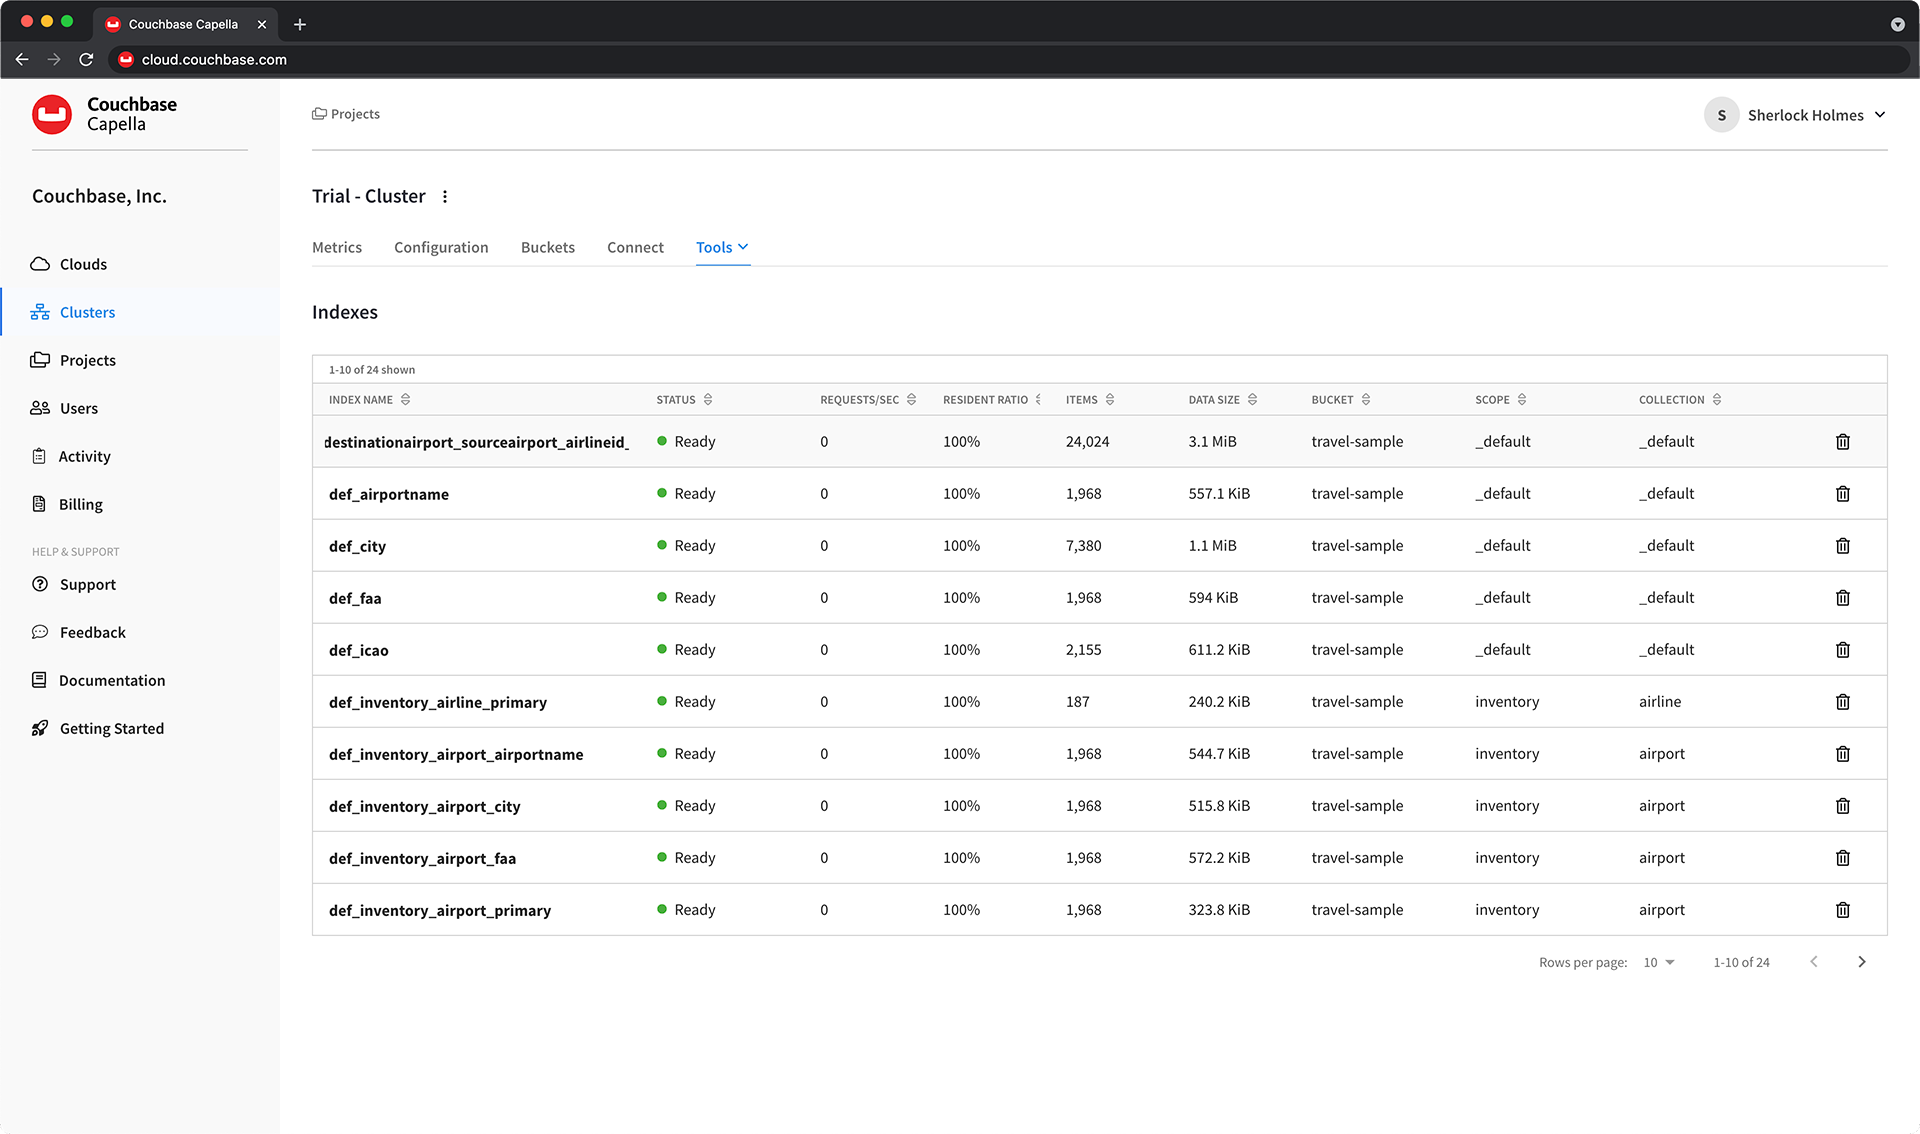 Couchbase Capella
cloud.couchbase.com
Couchbase
Capella
Projects
S Sherlock Holmes
Couchbase, Inc.
Clouds
Clusters
Projects
Users
Activity
Billing
HELP & SUPPORT
Support
Feedback
Documentation
Getting Started
Trial - Cluster
Metrics Configuration Buckets Connect Tools
Indexes
1-10 of 24 shown
INDEX NAME STATUS REQUESTS/SEC RESIDENT RATIO ITEMS DATA SIZE BUCKET SCOPE COLLECTION
destinationairport_sourceairport_airlineid_ Ready 0 100% 24,024 3.1 MiB travel-sample _default _default
def_airportname Ready 0 100% 1,968 557.1 KiB travel-sample _default _default
def_city Ready 0 100% 7,380 1.1 MiB travel-sample _default _default
def_faa Ready 0 100% 1,968 594 KiB travel-sample _default _default
def_icao Ready 0 100% 2,155 611.2 KiB travel-sample _default _default
def_inventory_airline_primary Ready 0 100% 187 240.2 KiB travel-sample inventory airline
def_inventory_airport_airportname Ready 0 100% 1,968 544.7 KiB travel-sample inventory airport
def_inventory_airport_city Ready 0 100% 1,968 515.8 KiB travel-sample inventory airport
def_inventory_airport_faa Ready 0 100% 1,968 572.2 KiB travel-sample inventory airport
def_inventory_airport_primary Ready 0 100% 1,968 323.8 KiB travel-sample inventory airport
Rows per page: 10 1-10 of 24